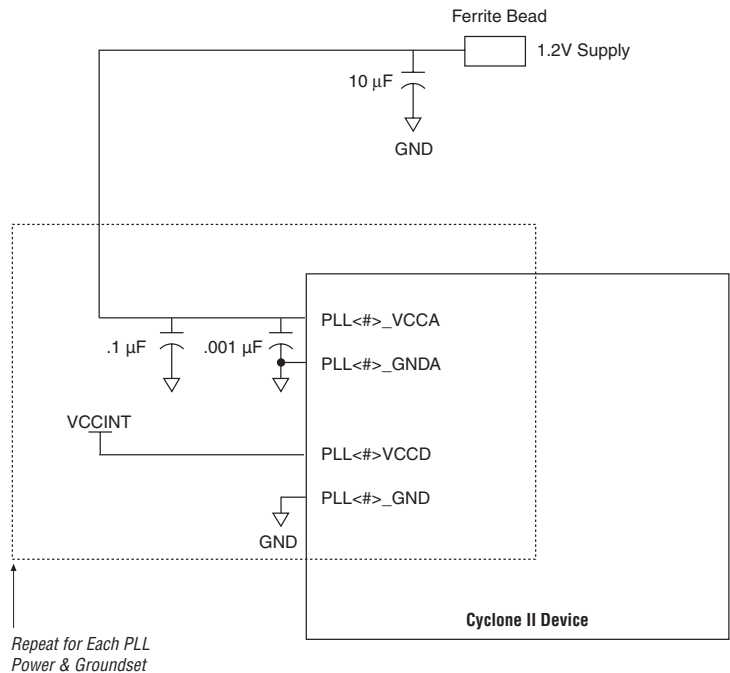 Ferrite Bead
1.2V Supply
10 µF
GND
PLL<#>_VCCA
.1 µF
.001 µF
PLL<#>_GNDA
VCCINT
PLL<#>VCCD
PLL<#>_GND
GND
Cyclone II Device
Repeat for Each PLL
Power & Groundset